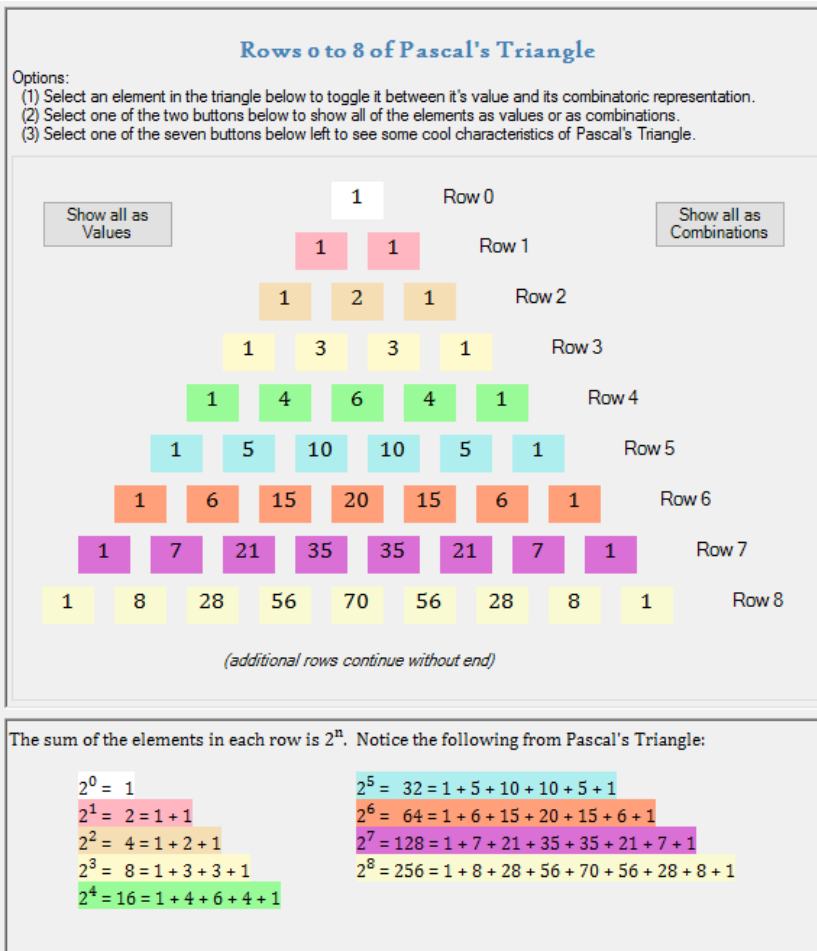 Rows 0 to 8 of Pascal's Triangle
Options:
(1) Select an element in the triangle below to toggle it between it's value and its combinatoric representation.
(2) Select one of the two buttons below to show all of the elements as values or as combinations.
(3) Select one of the seven buttons below left to see some cool characteristics of Pascal's Triangle.
Show all as
Values
Show all as
Combinations
1 Row 0
1 1 Row 1
1 2 1 Row 2
1 3 3 1 Row 3
1 4 6 4 1 Row 4
1 5 10 10 5 1 Row 5
1 6 15 20 15 6 1 Row 6
1 7 21 35 35 21 7 1 Row 7
1 8 28 56 70 56 28 8 1 Row 8
(additional rows continue without end)
The sum of the elements in each row is 2ⁿ. Notice the following from Pascal's Triangle:
2⁰ = 1
2¹ = 2 = 1 + 1
2² = 4 = 1 + 2 + 1
2³ = 8 = 1 + 3 + 3 + 1
2⁴ = 16 = 1 + 4 + 6 + 4 + 1
2⁵ = 32 = 1 + 5 + 10 + 10 + 5 + 1
2⁶ = 64 = 1 + 6 + 15 + 20 + 15 + 6 + 1
2⁷ = 128 = 1 + 7 + 21 + 35 + 35 + 21 + 7 + 1
2⁸ = 256 = 1 + 8 + 28 + 56 + 70 + 56 + 28 + 8 + 1